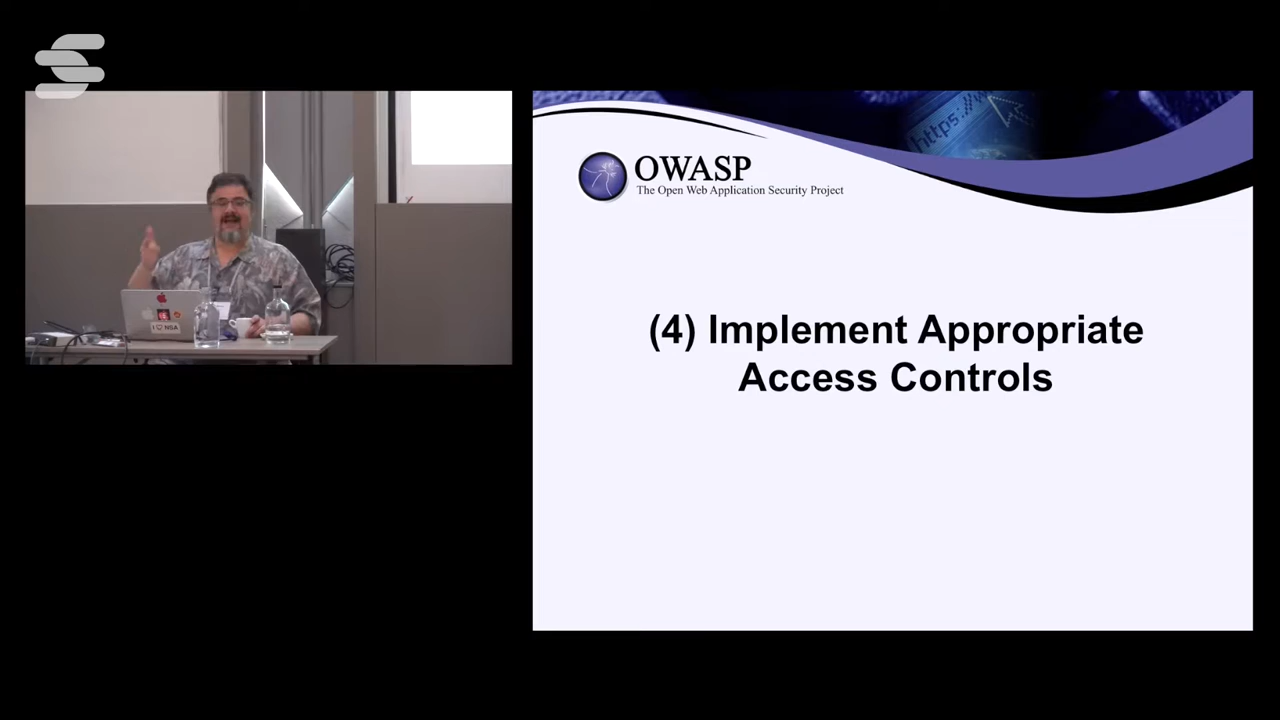 OWASP
The Open Web Application Security Project
https://
(4) Implement Appropriate
Access Controls
I NSA